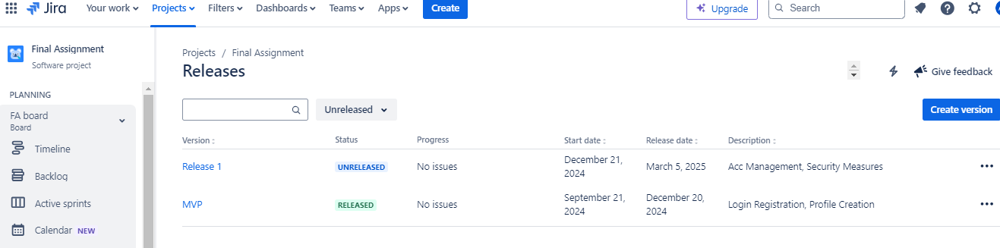 Jira
Your work
Projects
Filters
Dashboards
Teams
Apps
Create
Upgrade
Search
Final Assignment
Software project
PLANNING
FA board
Board
Timeline
Backlog
Active sprints
Calendar NEW
Projects / Final Assignment
Releases
Give feedback
Unreleased
Create version
Version Status Progress Start date Release date Description
Release 1 UNRELEASED No issues December 21, 2024 March 5, 2025 Acc Management, Security Measures
MVP RELEASED No issues September 21, 2024 December 20, 2024 Login Registration, Profile Creation